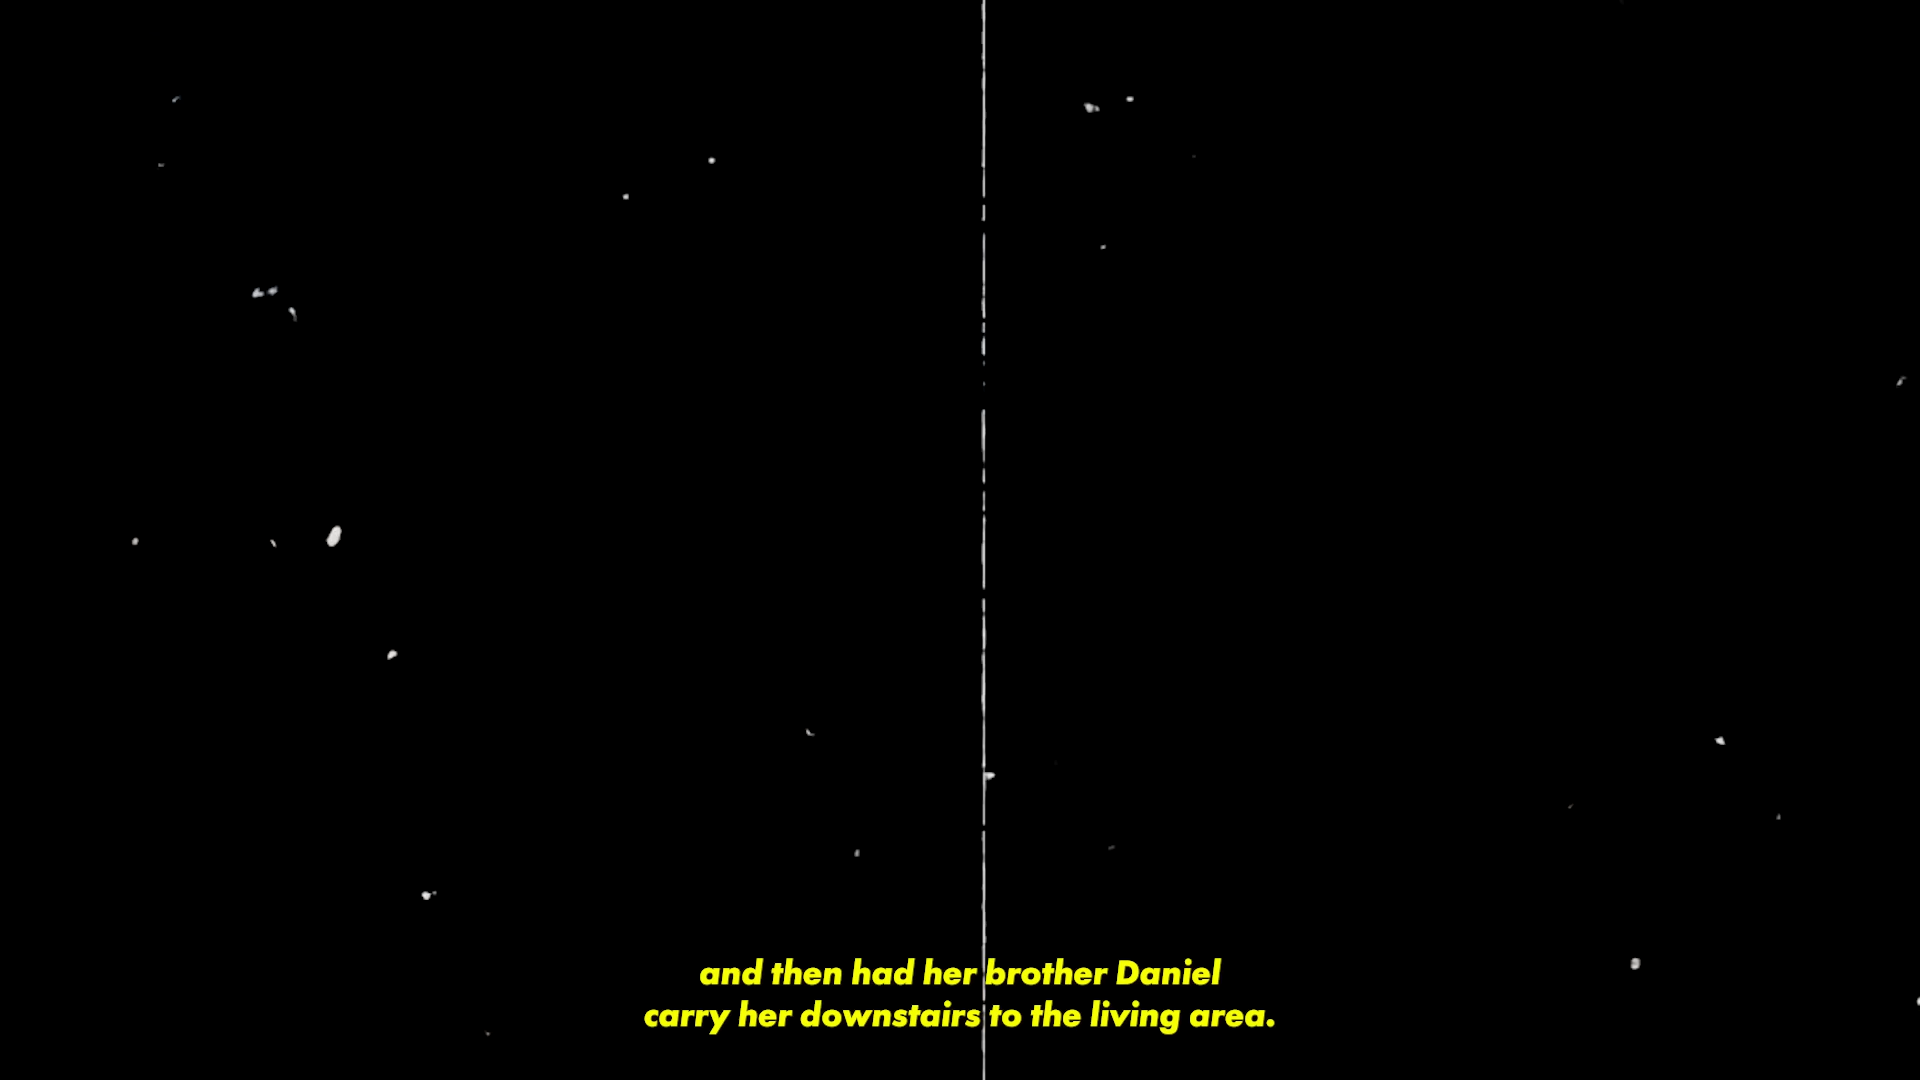 and then had her brother Daniel
carry her downstairs to the living area.